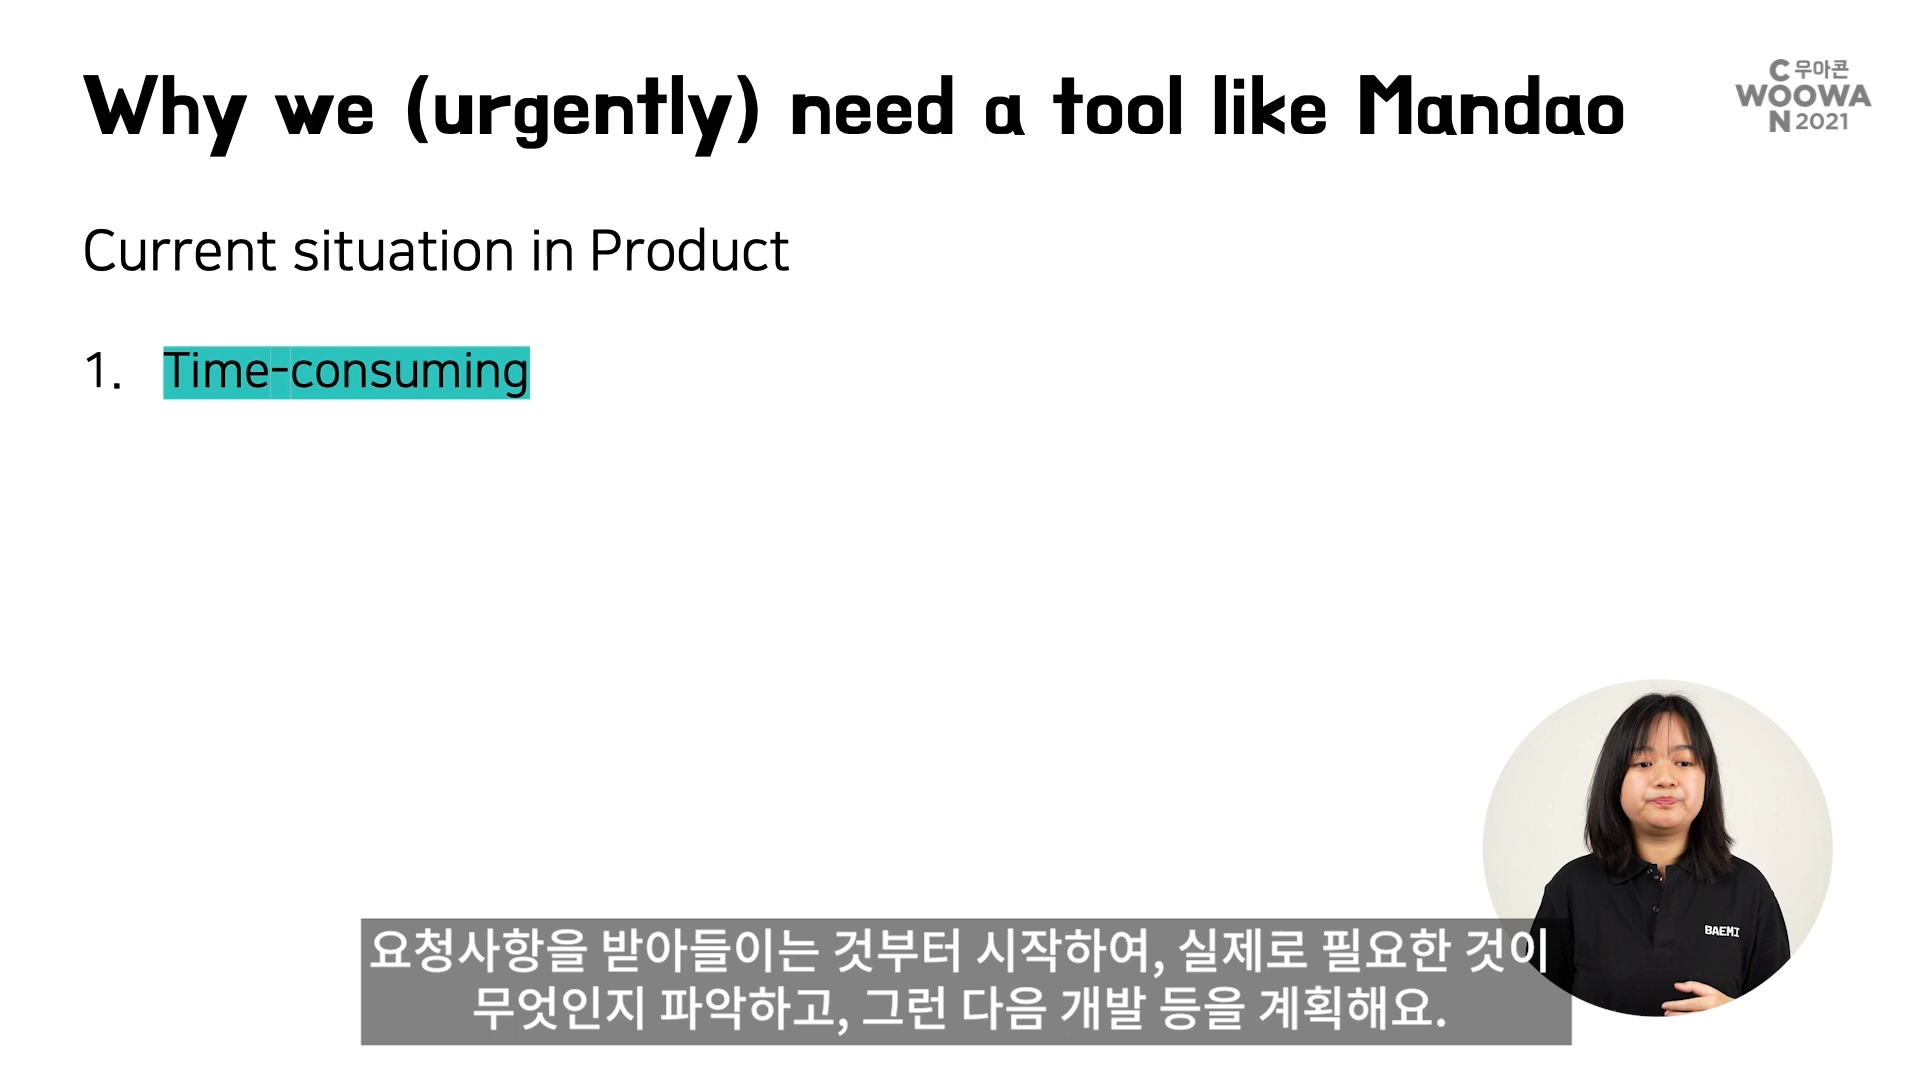 Why we (urgently) need a tool like Mandao
C 우아콘
WOOWA
N 2021
Current situation in Product
1. Time-consuming
BAEMI
요청사항을 받아들이는 것부터 시작하여, 실제로 필요한 것이
무엇인지 파악하고, 그런 다음 개발 등을 계획해요.